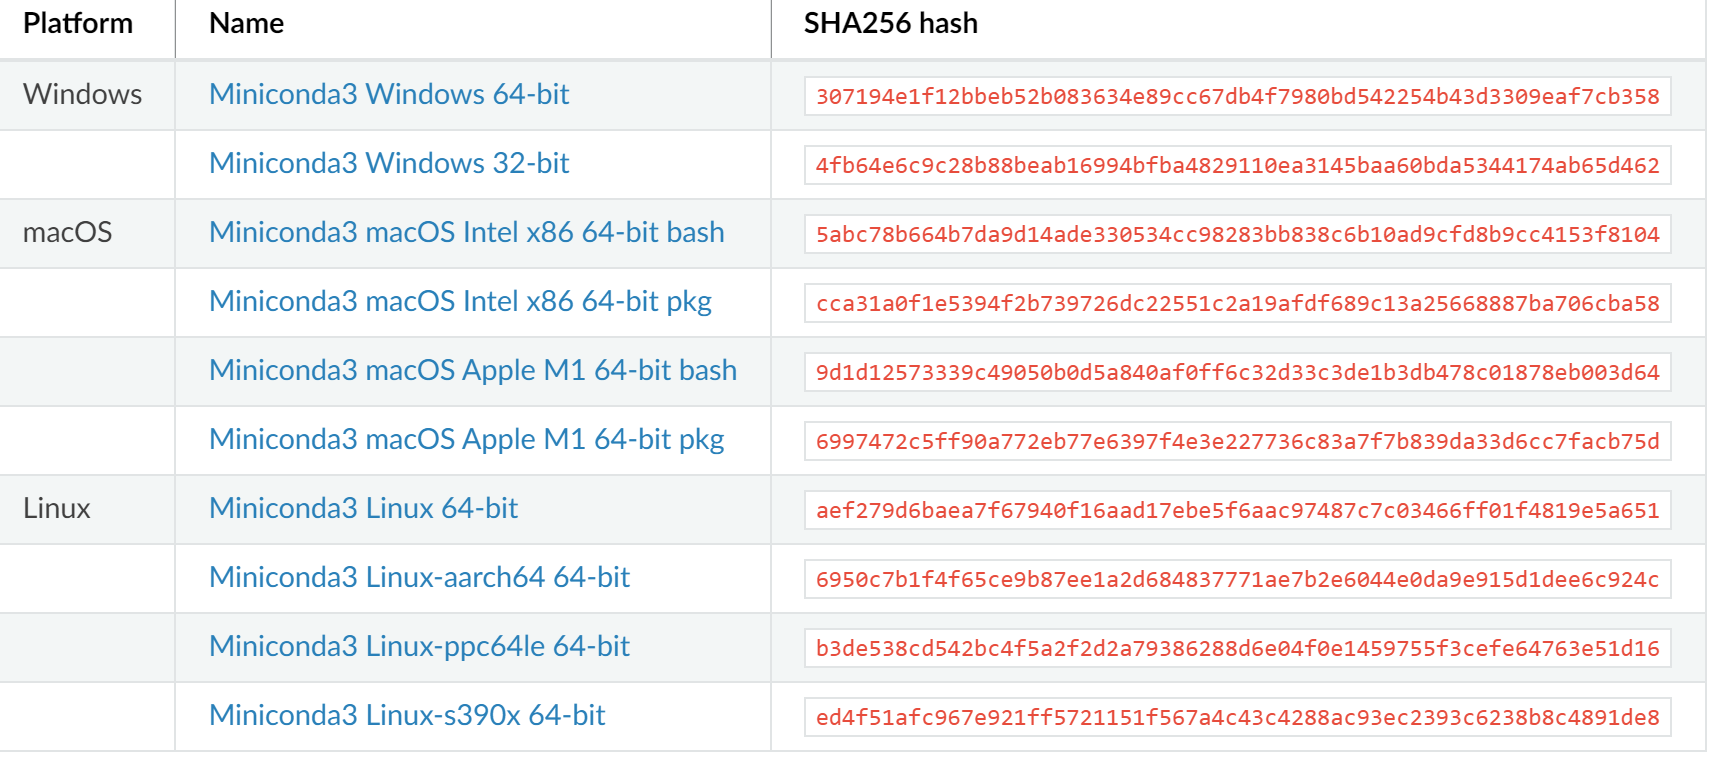 Platform Name SHA256 hash
Windows Miniconda3 Windows 64-bit 307194e1f12bbeb52b083634e89cc67db4f7980bd542254b43d3309eaf7cb358
Miniconda3 Windows 32-bit 4fb64e6c9c28b88beab16994bfba4829110ea3145baa60bda5344174ab65d462
macOS Miniconda3 macOS Intel x86 64-bit bash 5abc78b664b7da9d14ade330534cc98283bb838c6b10ad9cfd8b9cc4153f8104
Miniconda3 macOS Intel x86 64-bit pkg cca31a0f1e5394f2b739726dc22551c2a19afdf689c13a25668887ba706cba58
Miniconda3 macOS Apple M1 64-bit bash 9d1d12573339c49050b0d5a840af0ff6c32d33c3de1b3db478c01878eb003d64
Miniconda3 macOS Apple M1 64-bit pkg 6997472c5ff90a772eb77e6397f4e3e227736c83a7f7b839da33d6cc7facb75d
Linux Miniconda3 Linux 64-bit aef279d6baea7f67940f16aad17ebe5f6aac97487c7c03466ff01f4819e5a651
Miniconda3 Linux-aarch64 64-bit 6950c7b1f4f65ce9b87ee1a2d684837771ae7b2e6044e0da9e915d1dee6c924c
Miniconda3 Linux-ppc64le 64-bit b3de538cd542bc4f5a2f2d2a79386288d6e04f0e1459755f3cefe64763e51d16
Miniconda3 Linux-s390x 64-bit ed4f51afc967e921ff5721151f567a4c43c4288ac93ec2393c6238b8c4891de8